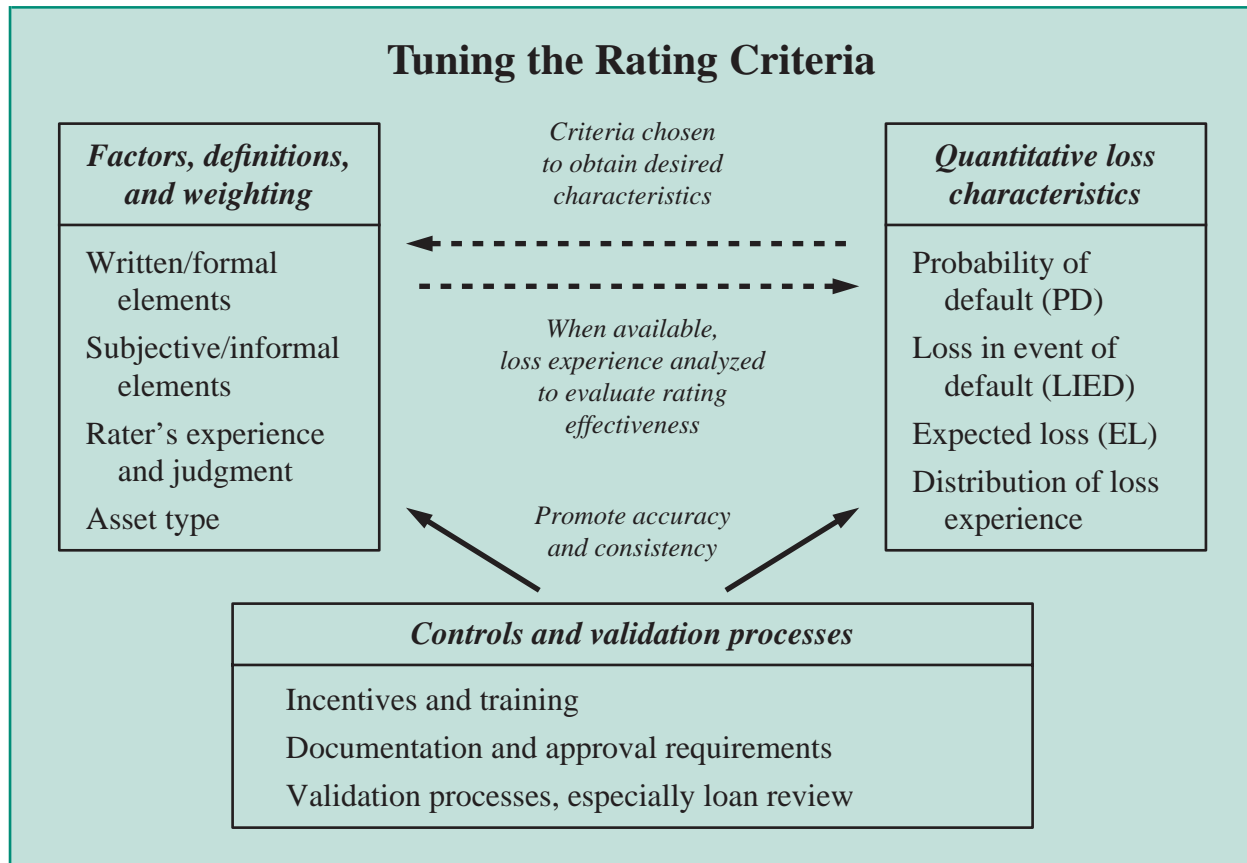 Tuning the Rating Criteria
Factors, definitions,
and weighting
Written/formal
elements
Subjective/informal
elements
Rater’s experience
and judgment
Asset type
Criteria chosen
to obtain desired
characteristics
When available,
loss experience analyzed
to evaluate rating
effectiveness
Promote accuracy
and consistency
Quantitative loss
characteristics
Probability of
default (PD)
Loss in event of
default (LIED)
Expected loss (EL)
Distribution of loss
experience
Controls and validation processes
Incentives and training
Documentation and approval requirements
Validation processes, especially loan review